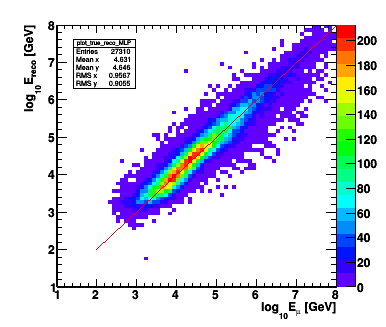 plot_true_reco_MLP
Entries 27310
Mean x 4.631
Mean y 4.646
RMS x 0.9567
RMS y 0.9055
log10 Ereco [GeV]
8
7
6
5
4
3
2
1
1 2 3 4 5 6 7 8
log10 Eμ [GeV]
200
180
160
140
120
100
80
60
40
20
0